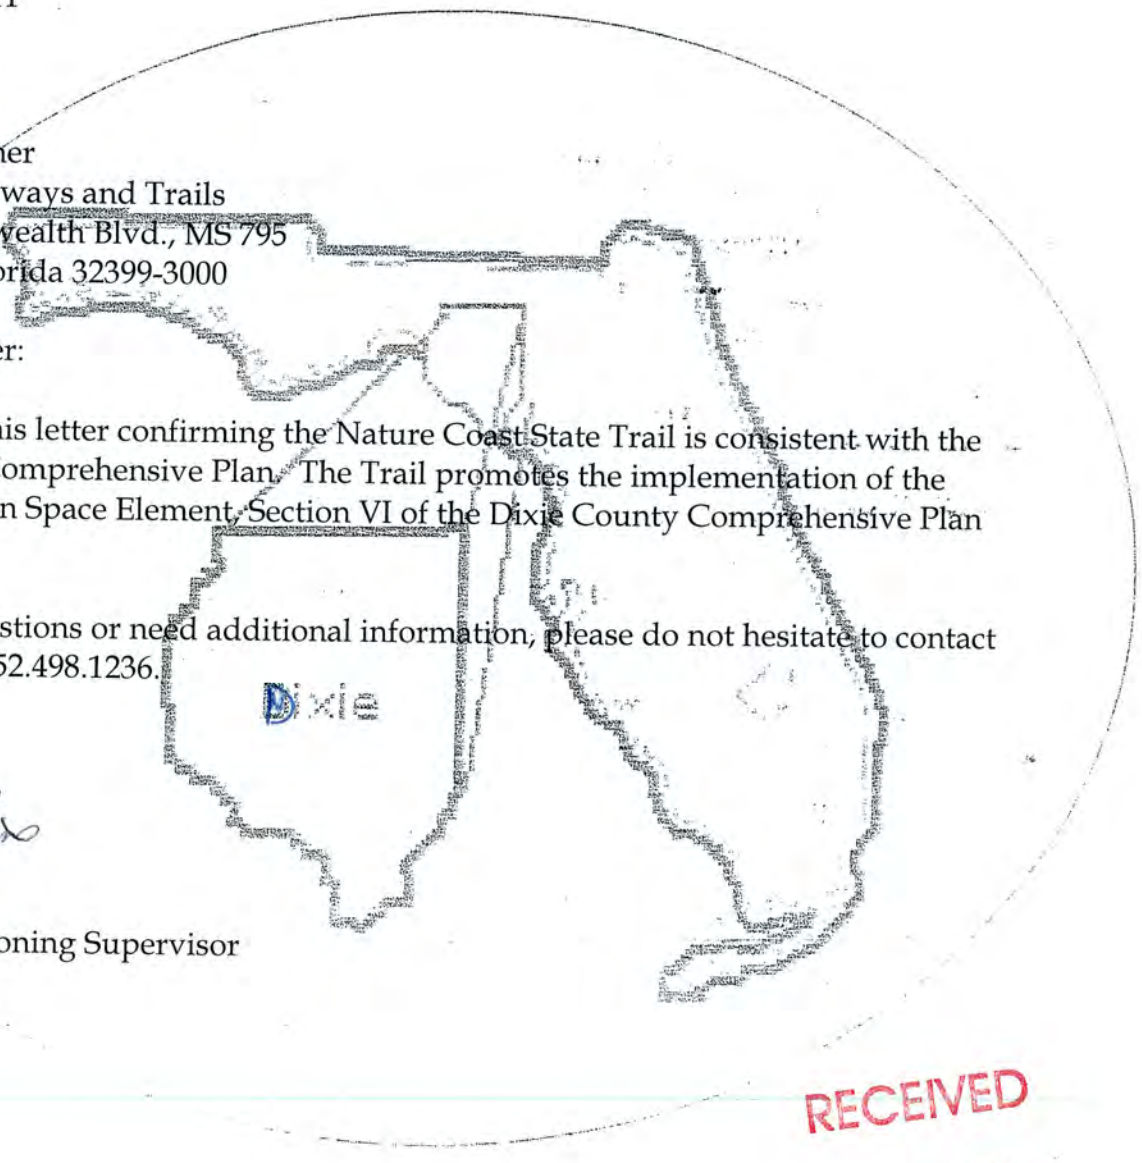 ner
ways and Trails
wealth Blvd., MS 795
orida 32399-3000
er:
his letter confirming the Nature Coast State Trail is consistent with the
omprehensive Plan. The Trail promotes the implementation of the
n Space Element, Section VI of the Dixie County Comprehensive Plan
stions or need additional information, please do not hesitate to contact
52.498.1236.
Dixie
oning Supervisor
RECEIVED